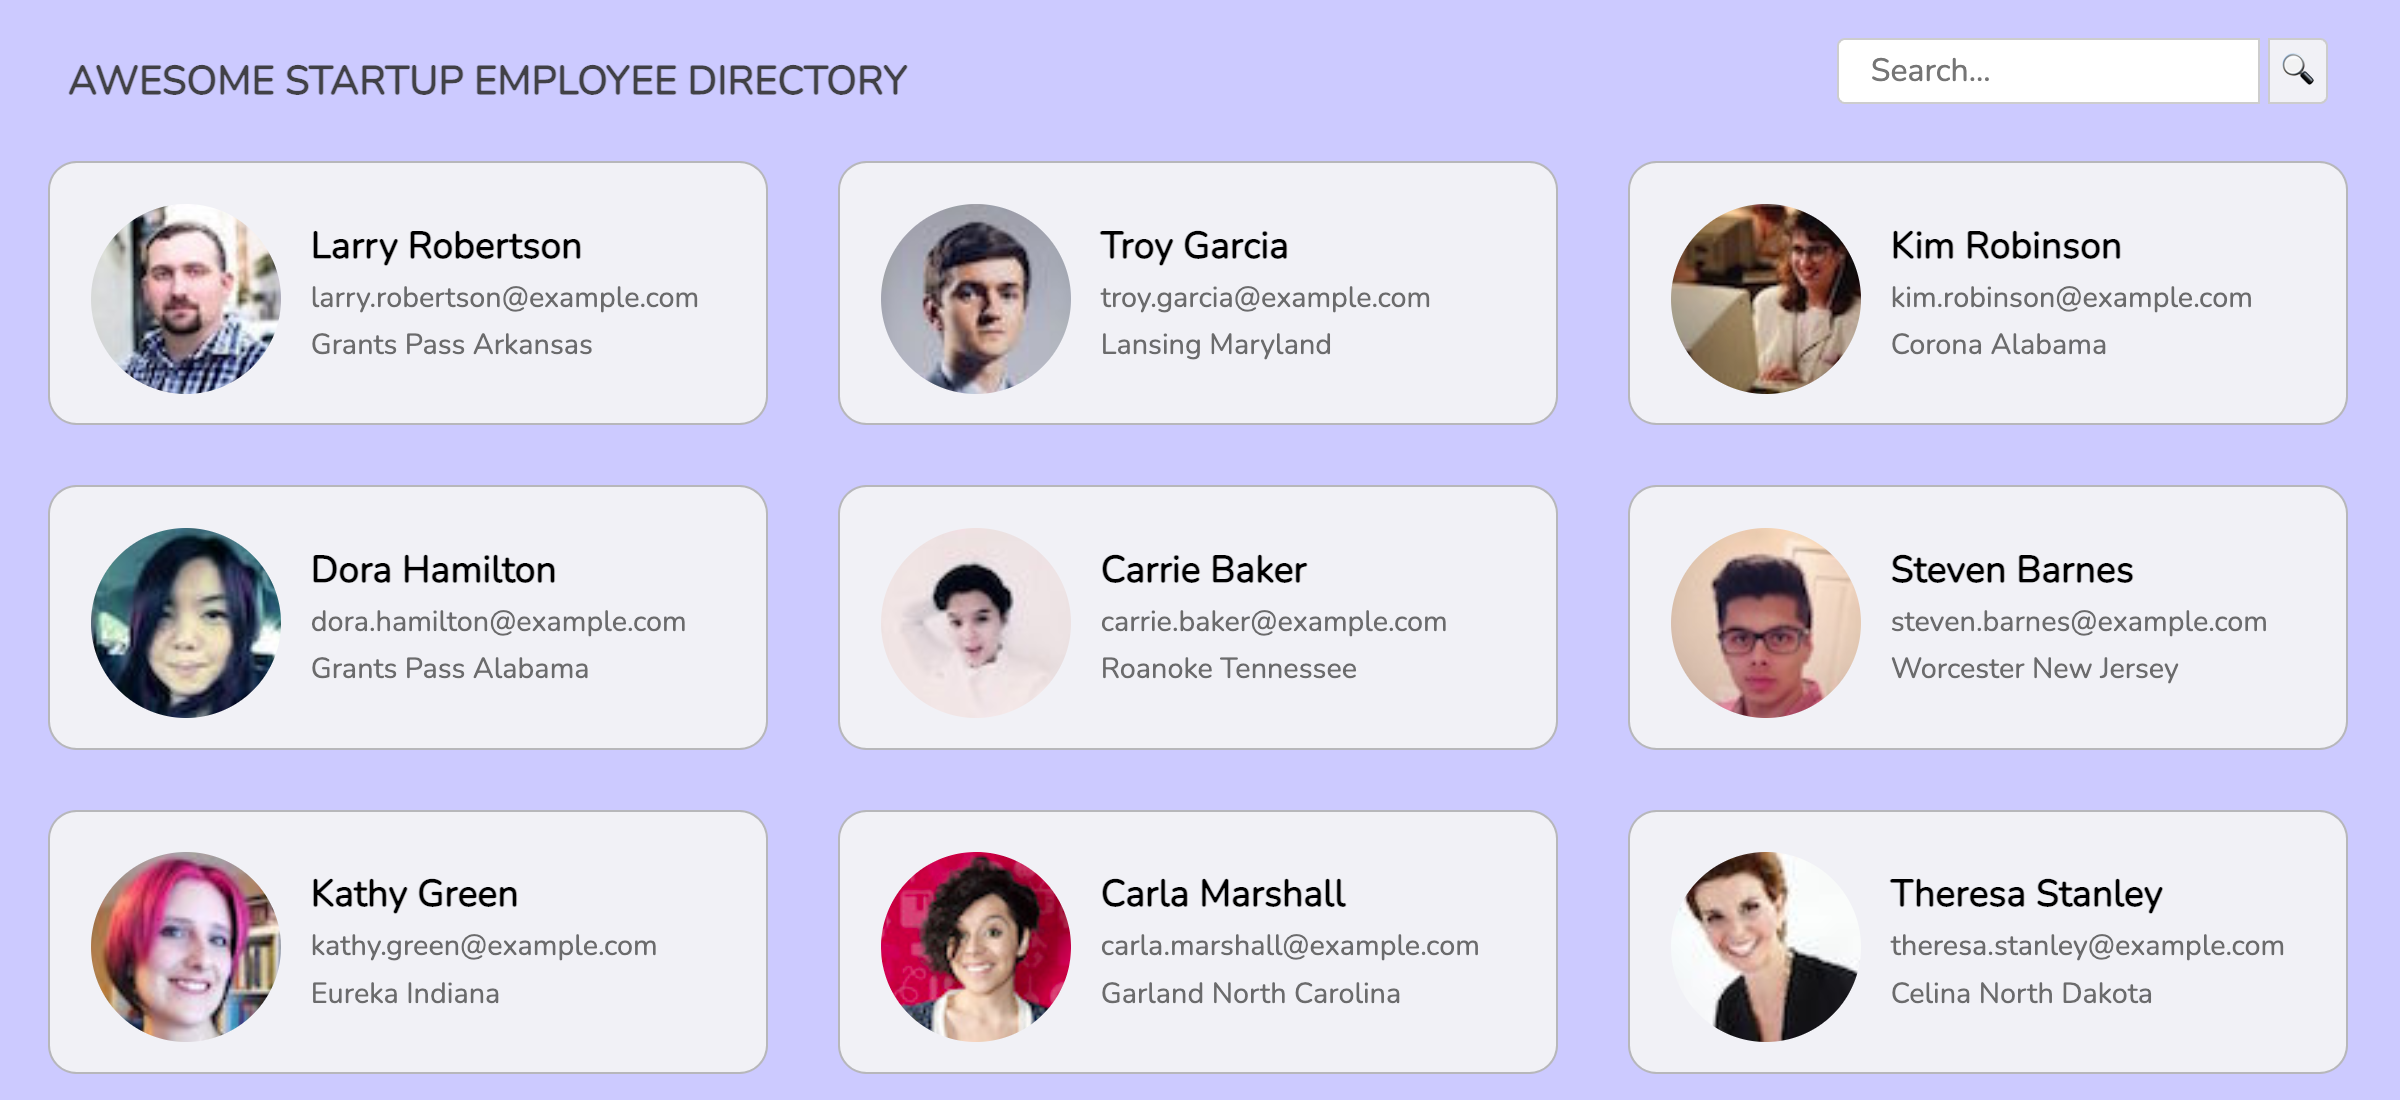 AWESOME STARTUP EMPLOYEE DIRECTORY
Search...
Larry Robertson
larry.robertson@example.com
Grants Pass Arkansas
Troy Garcia
troy.garcia@example.com
Lansing Maryland
Kim Robinson
kim.robinson@example.com
Corona Alabama
Dora Hamilton
dora.hamilton@example.com
Grants Pass Alabama
Carrie Baker
carrie.baker@example.com
Roanoke Tennessee
Steven Barnes
steven.barnes@example.com
Worcester New Jersey
Kathy Green
kathy.green@example.com
Eureka Indiana
Carla Marshall
carla.marshall@example.com
Garland North Carolina
Theresa Stanley
theresa.stanley@example.com
Celina North Dakota